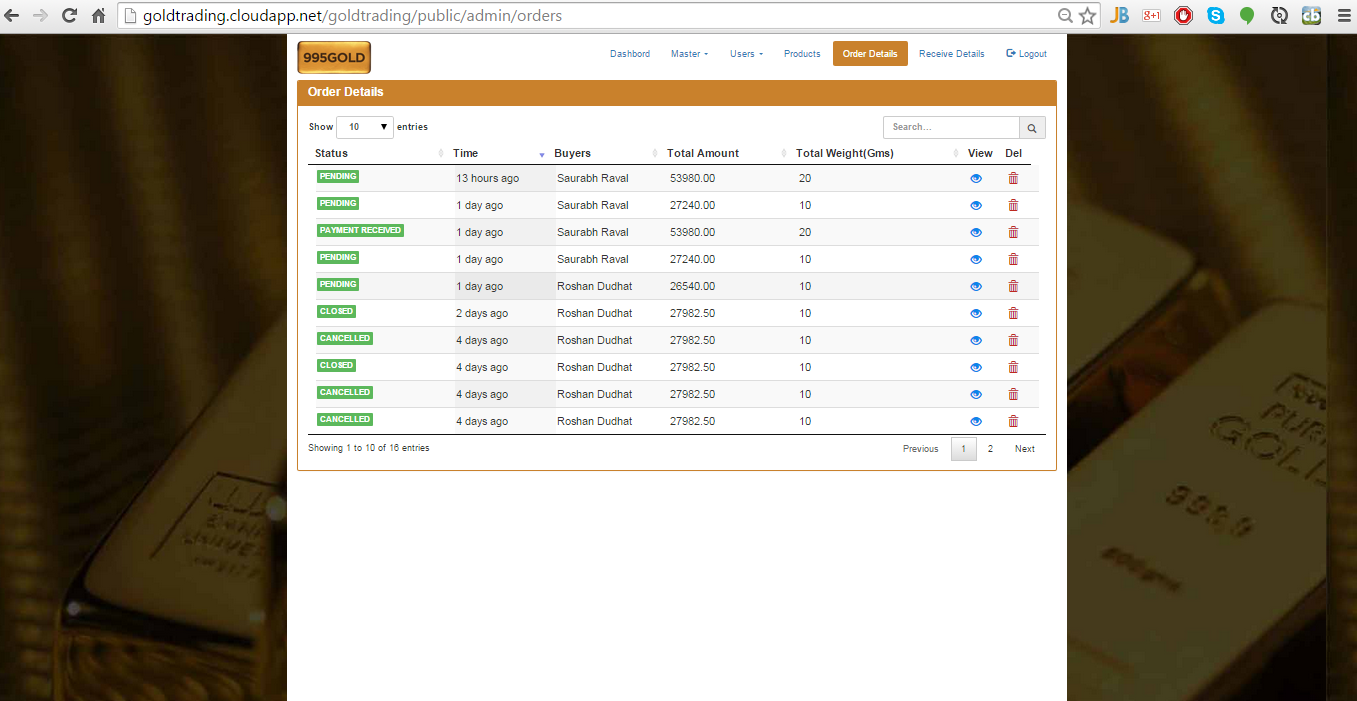 goldtrading.cloudapp.net/goldtrading/public/admin/orders
995GOLD
Dashbord Master Users Products Order Details Receive Details Logout
Order Details
Show 10 entries Search...
Status Time Buyers Total Amount Total Weight(Gms) View Del
PENDING 13 hours ago Saurabh Raval 53980.00 20
PENDING 1 day ago Saurabh Raval 27240.00 10
PAYMENT RECEIVED 1 day ago Saurabh Raval 53980.00 20
PENDING 1 day ago Saurabh Raval 27240.00 10
PENDING 1 day ago Roshan Dudhat 26540.00 10
CLOSED 2 days ago Roshan Dudhat 27982.50 10
CANCELLED 4 days ago Roshan Dudhat 27982.50 10
CLOSED 4 days ago Roshan Dudhat 27982.50 10
CANCELLED 4 days ago Roshan Dudhat 27982.50 10
CANCELLED 4 days ago Roshan Dudhat 27982.50 10
Showing 1 to 10 of 16 entries Previous 1 2 Next